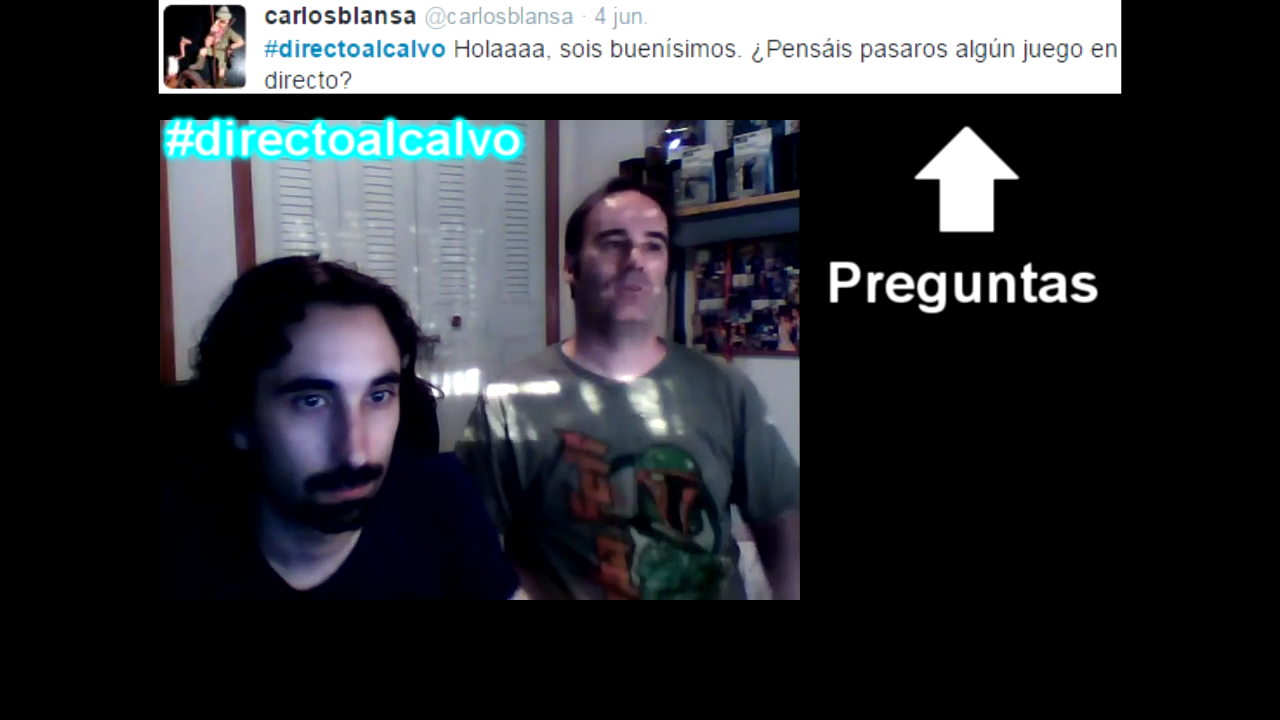 carlosblansa @carlosblansa · 4 jun.
#directoalcalvo Holaaaa, sois buenísimos. ¿Pensáis pasaros algún juego en
directo?
#directoalcalvo
Preguntas